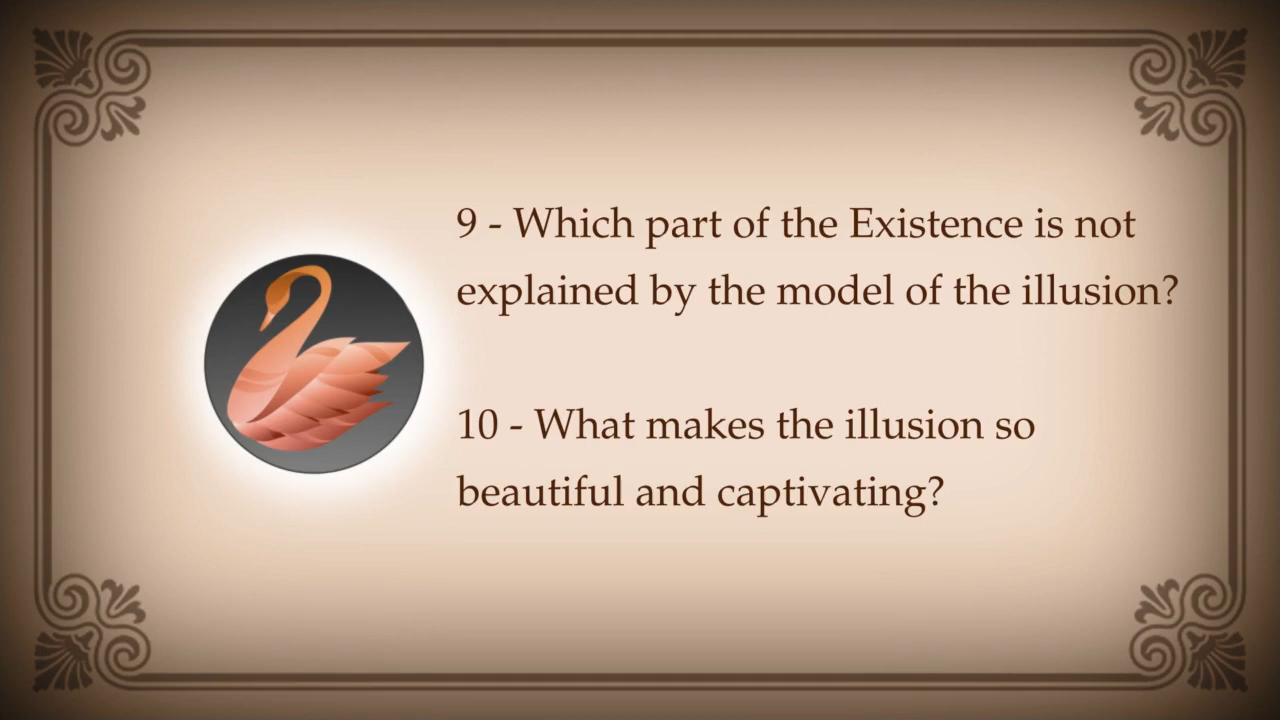 9 - Which part of the Existence is not
explained by the model of the illusion?
10 - What makes the illusion so
beautiful and captivating?